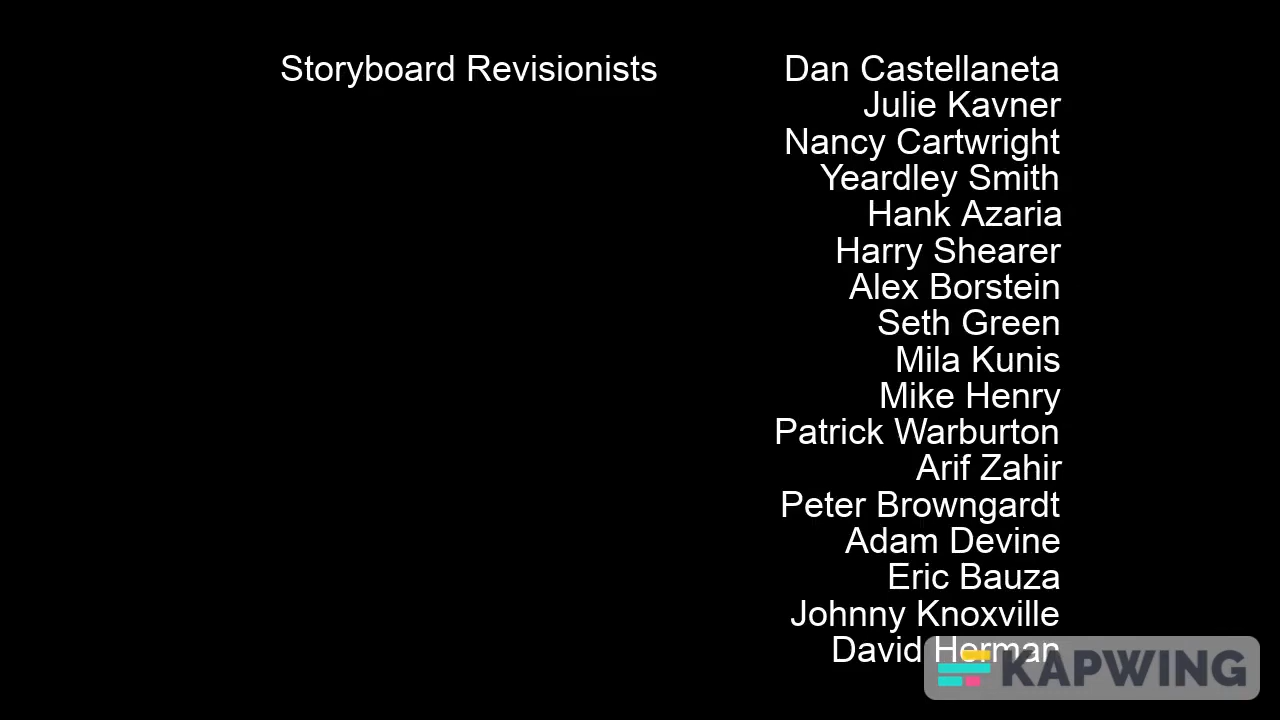 Storyboard Revisionists Dan Castellaneta
Julie Kavner
Nancy Cartwright
Yeardley Smith
Hank Azaria
Harry Shearer
Alex Borstein
Seth Green
Mila Kunis
Mike Henry
Patrick Warburton
Arif Zahir
Peter Browngardt
Adam Devine
Eric Bauza
Johnny Knoxville
David Herman
KAPWING